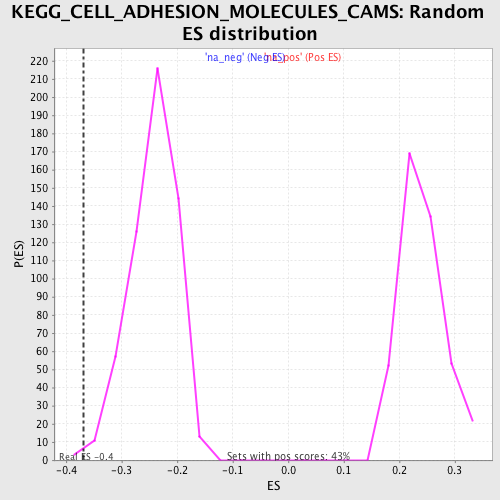 KEGG_CELL_ADHESION_MOLECULES_CAMS: Random
ES distribution
'na_neg' (Neg ES) 'na_pos' (Pos ES)
220
210
200
190
180
170
160
150
140
130
120
110
100
90
80
70
60
50
40
30
20
10
0
P(ES)
Real ES -0.4
Sets with pos scores: 43%
-0.4 -0.3 -0.2 -0.1 0.0 0.1 0.2 0.3
ES